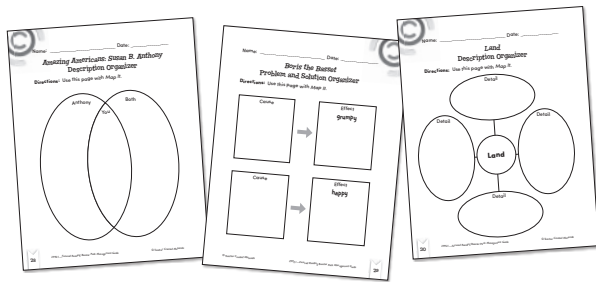 ©
Name: Date:
Amazing Americans: Susan B. Anthony
Description Organizer
Directions: Use this page with Map it.
Anthony
Both
You
28
©
Name: Date:
Boris the Basset
Problem and Solution Organizer
Directions: Use this page with Map it.
Cause
Effect
grumpy
Cause
Effect
happy
29
©
Name: Date:
Land
Description Organizer
Directions: Use this page with Map it.
Detail
Detail
Detail
Land
Detail
30